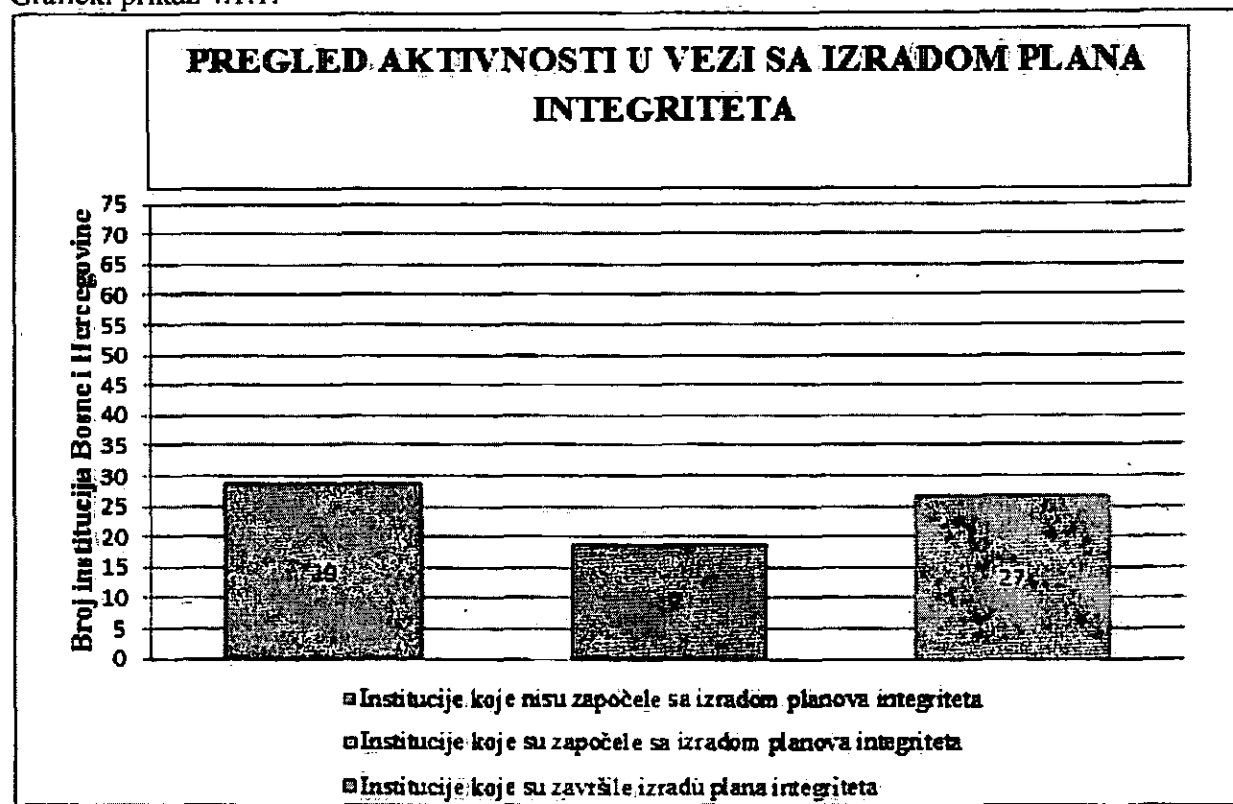 Grafički prikaz
PREGLED AKTIVNOSTI U VEZI SA IZRADOM PLANA
INTEGRITETA
Broj institucija Bosne i Hercegovine
75
70
65
60
55
50
45
40
35
30
25
20
15
10
5
0
27
Institucije koje nisu započele sa izradom planova integriteta
Institucije koje su započele sa izradom planova integriteta
Institucije koje su završile izradu plana integriteta